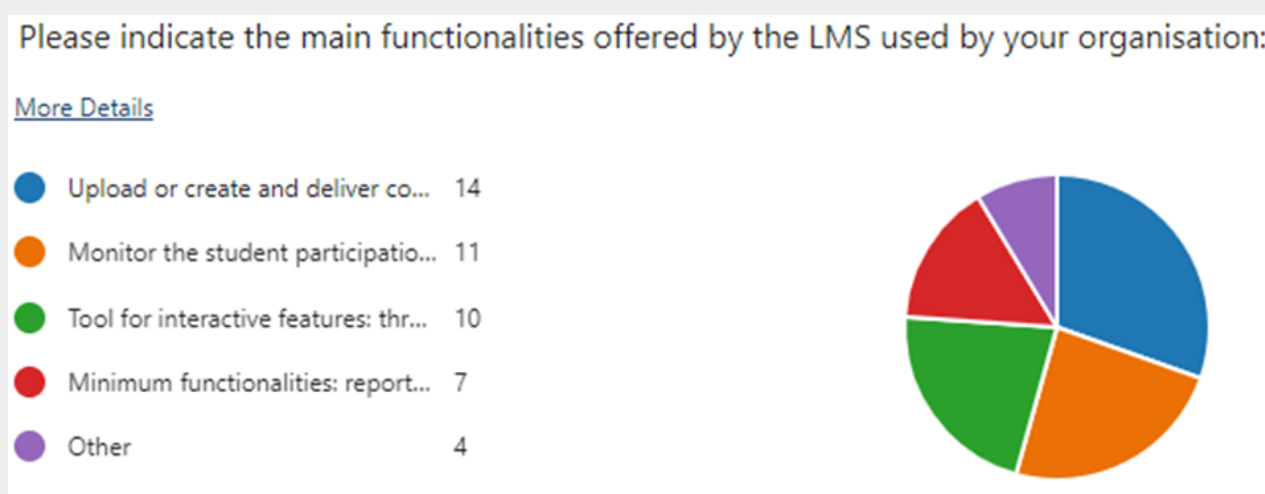 Please indicate the main functionalities offered by the LMS used by your organisation:
More Details
Upload or create and deliver co... 14
Monitor the student participatio... 11
Tool for interactive features: thr... 10
Minimum functionalities: report... 7
Other 4